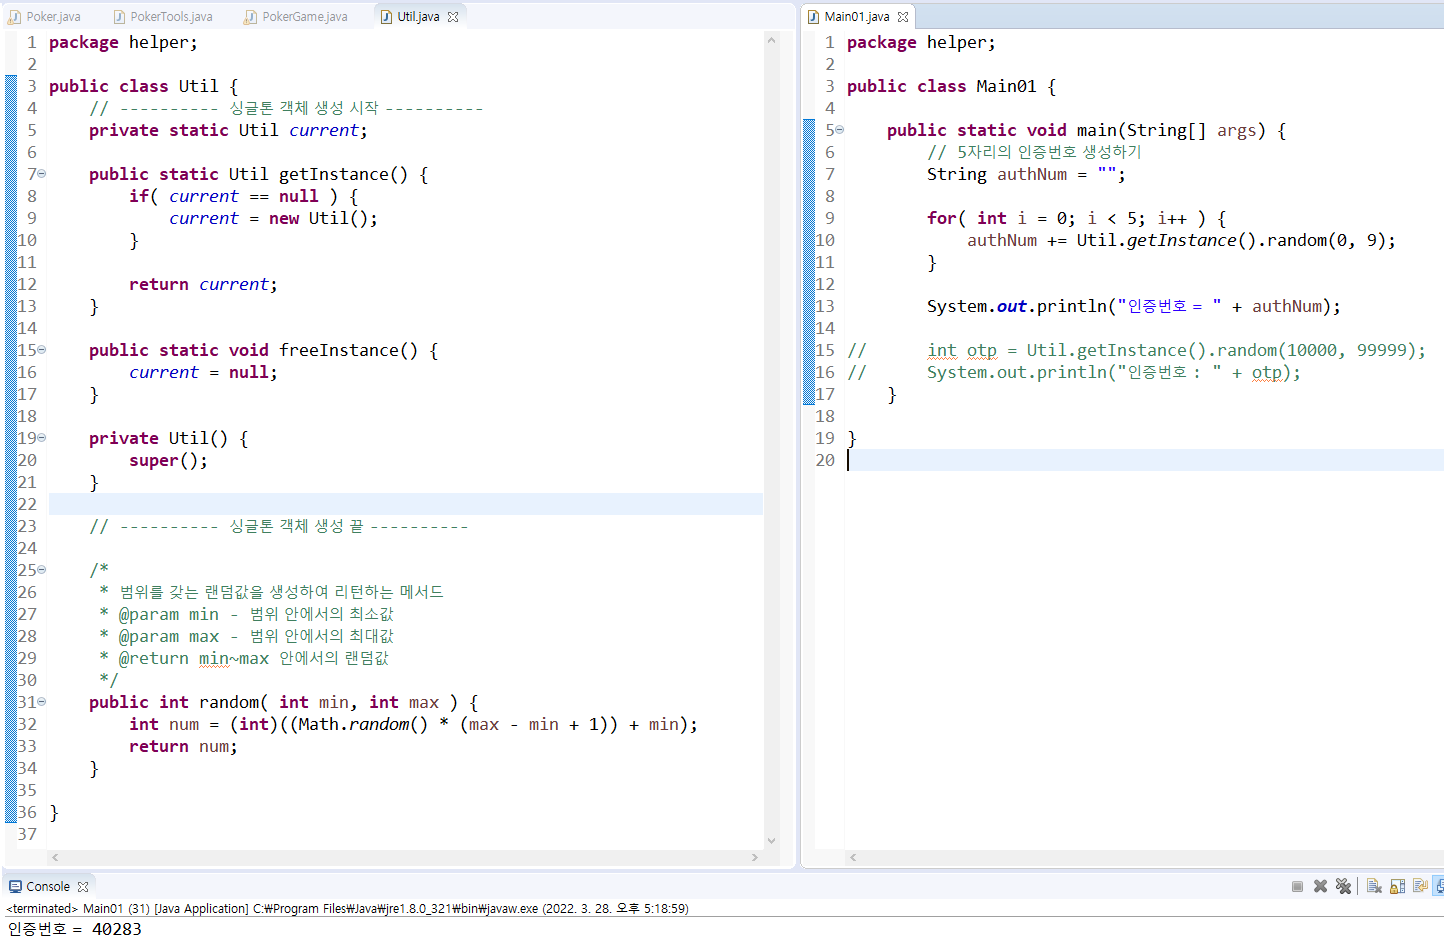 Poker.java PokerTools.java PokerGame.java Util.java
1 package helper;
2
3 public class Util {
4 // ---------- 싱글톤 객체 생성 시작 ----------
5 private static Util current;
6
7 public static Util getInstance() {
8 if( current == null ) {
9 current = new Util();
10 }
11
12 return current;
13 }
14
15 public static void freeInstance() {
16 current = null;
17 }
18
19 private Util() {
20 super();
21 }
22
23 // ---------- 싱글톤 객체 생성 끝 ----------
24
25 /*
26 * 범위를 갖는 랜덤값을 생성하여 리턴하는 메서드
27 * @param min - 범위 안에서의 최소값
28 * @param max - 범위 안에서의 최대값
29 * @return min~max 안에서의 랜덤값
30 */
31 public int random( int min, int max ) {
32 int num = (int)((Math.random() * (max - min + 1)) + min);
33 return num;
34 }
35
36 }
37
Main01.java
1 package helper;
2
3 public class Main01 {
4
5 public static void main(String[] args) {
6 // 5자리의 인증번호 생성하기
7 String authNum = "";
8
9 for( int i = 0; i < 5; i++ ) {
10 authNum += Util.getInstance().random(0, 9);
11 }
12
13 System.out.println("인증번호 = " + authNum);
14
15 // int otp = Util.getInstance().random(10000, 99999);
16 // System.out.println("인증번호 : " + otp);
17 }
18
19 }
20
Console
<terminated> Main01 (31) [Java Application] C:₩Program Files₩Java₩jre1.8.0_321₩bin₩javaw.exe (2022. 3. 28. 오후 5:18:59)
인증번호 = 40283